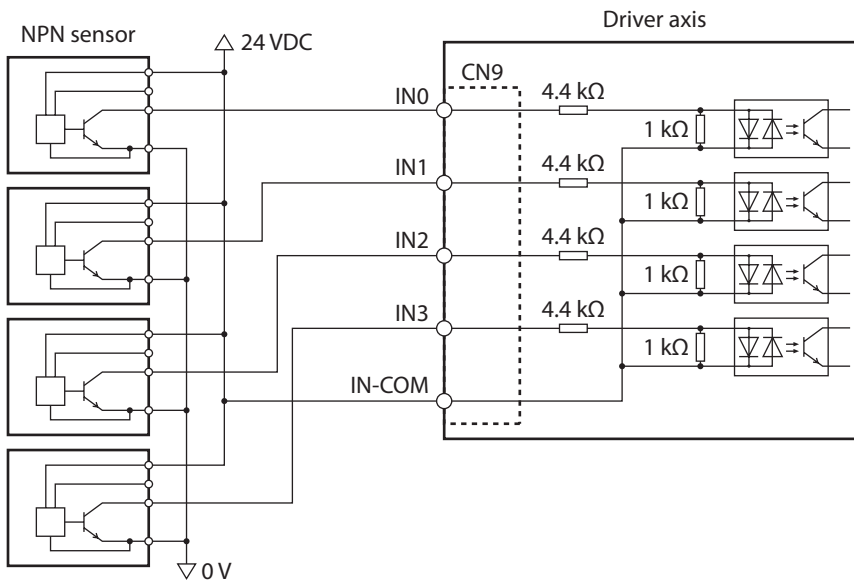 Driver axis
NPN sensor
24 VDC
CN9
IN0
4.4 kΩ
1 kΩ
IN1
4.4 kΩ
1 kΩ
IN2
4.4 kΩ
1 kΩ
IN3
4.4 kΩ
1 kΩ
IN-COM
0 V